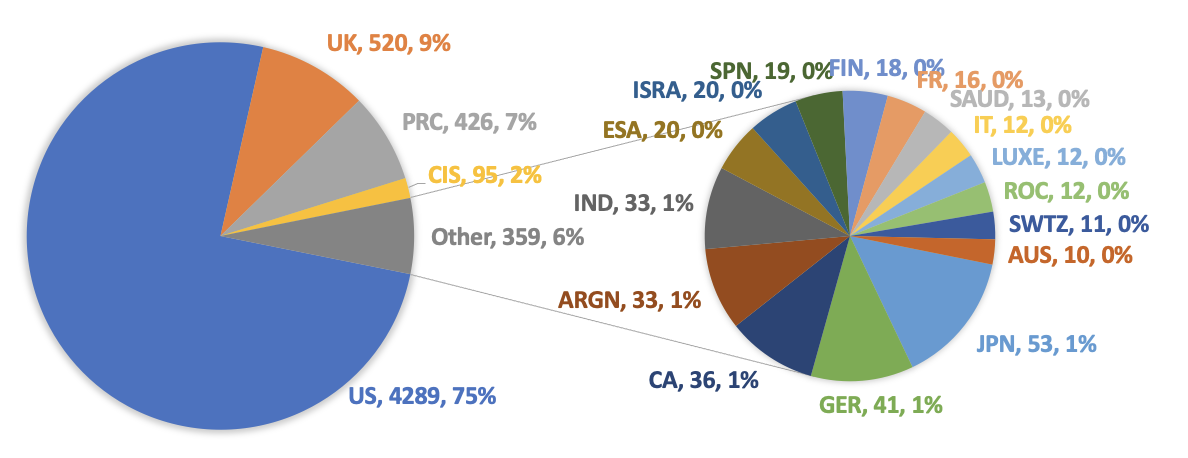 UK, 520, 9%
PRC, 426, 7%
CIS, 95, 2%
Other, 359, 6%
US, 4289, 75%
SPN, 19, 0%
FIN, 18, 0%
FR, 16, 0%
ISRA, 20, 0%
SAUD, 13, 0%
ESA, 20, 0%
IT, 12, 0%
LUXE, 12, 0%
ROC, 12, 0%
IND, 33, 1%
SWTZ, 11, 0%
AUS, 10, 0%
ARGN, 33, 1%
JPN, 53, 1%
CA, 36, 1%
GER, 41, 1%